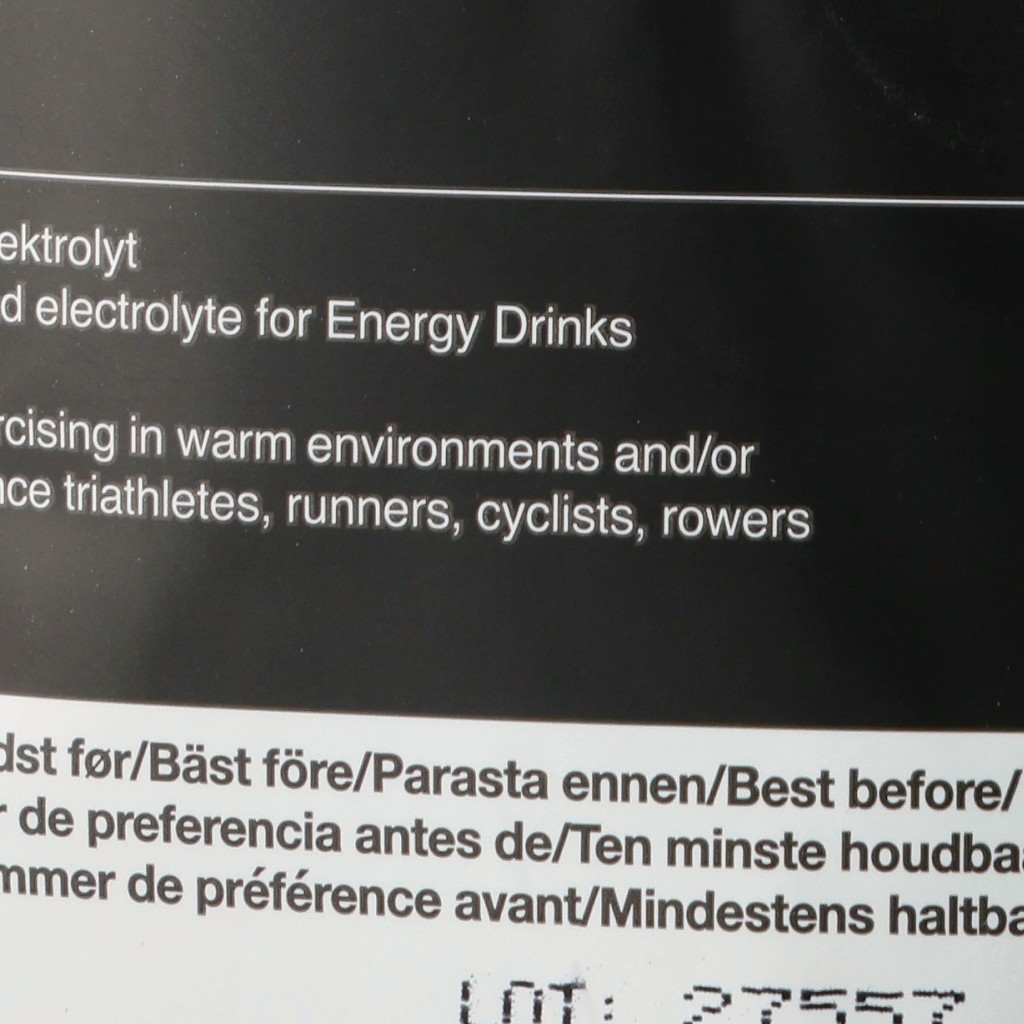 ektrolyt
d electrolyte for Energy Drinks
rcising in warm environments and/or
nce triathletes, runners, cyclists, rowers
dst før/Bäst före/Parasta ennen/Best before/
r de preferencia antes de/Ten minste houdba
mmer de préférence avant/Mindestens haltba
LOT: 27557